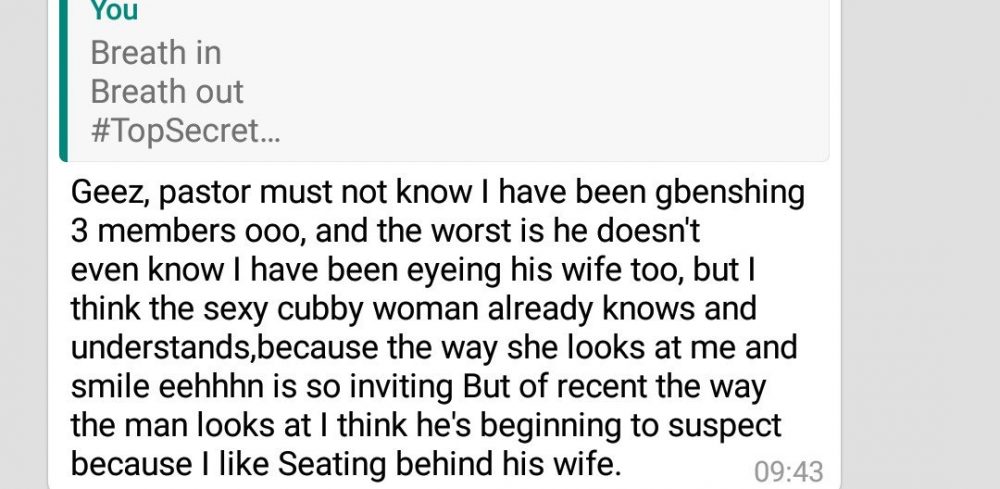 You
Breath in
Breath out
#TopSecret...
Geez, pastor must not know I have been gbenshing
3 members ooo, and the worst is he doesn't
even know I have been eyeing his wife too, but I
think the sexy cubby woman already knows and
understands,because the way she looks at me and
smile eehhhn is so inviting But of recent the way
the man looks at I think he's beginning to suspect
because I like Seating behind his wife.
09:43